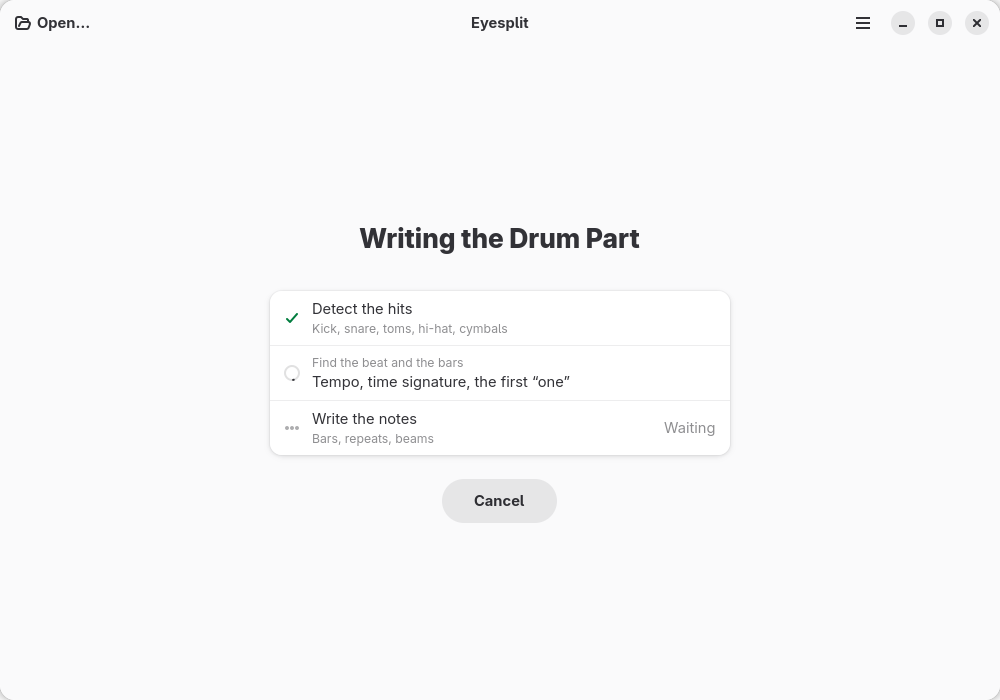 Open...
Eyesplit
Writing the Drum Part
Detect the hits
Kick, snare, toms, hi-hat, cymbals
Find the beat and the bars
Tempo, time signature, the first “one”
Write the notes
Bars, repeats, beams
Waiting
Cancel